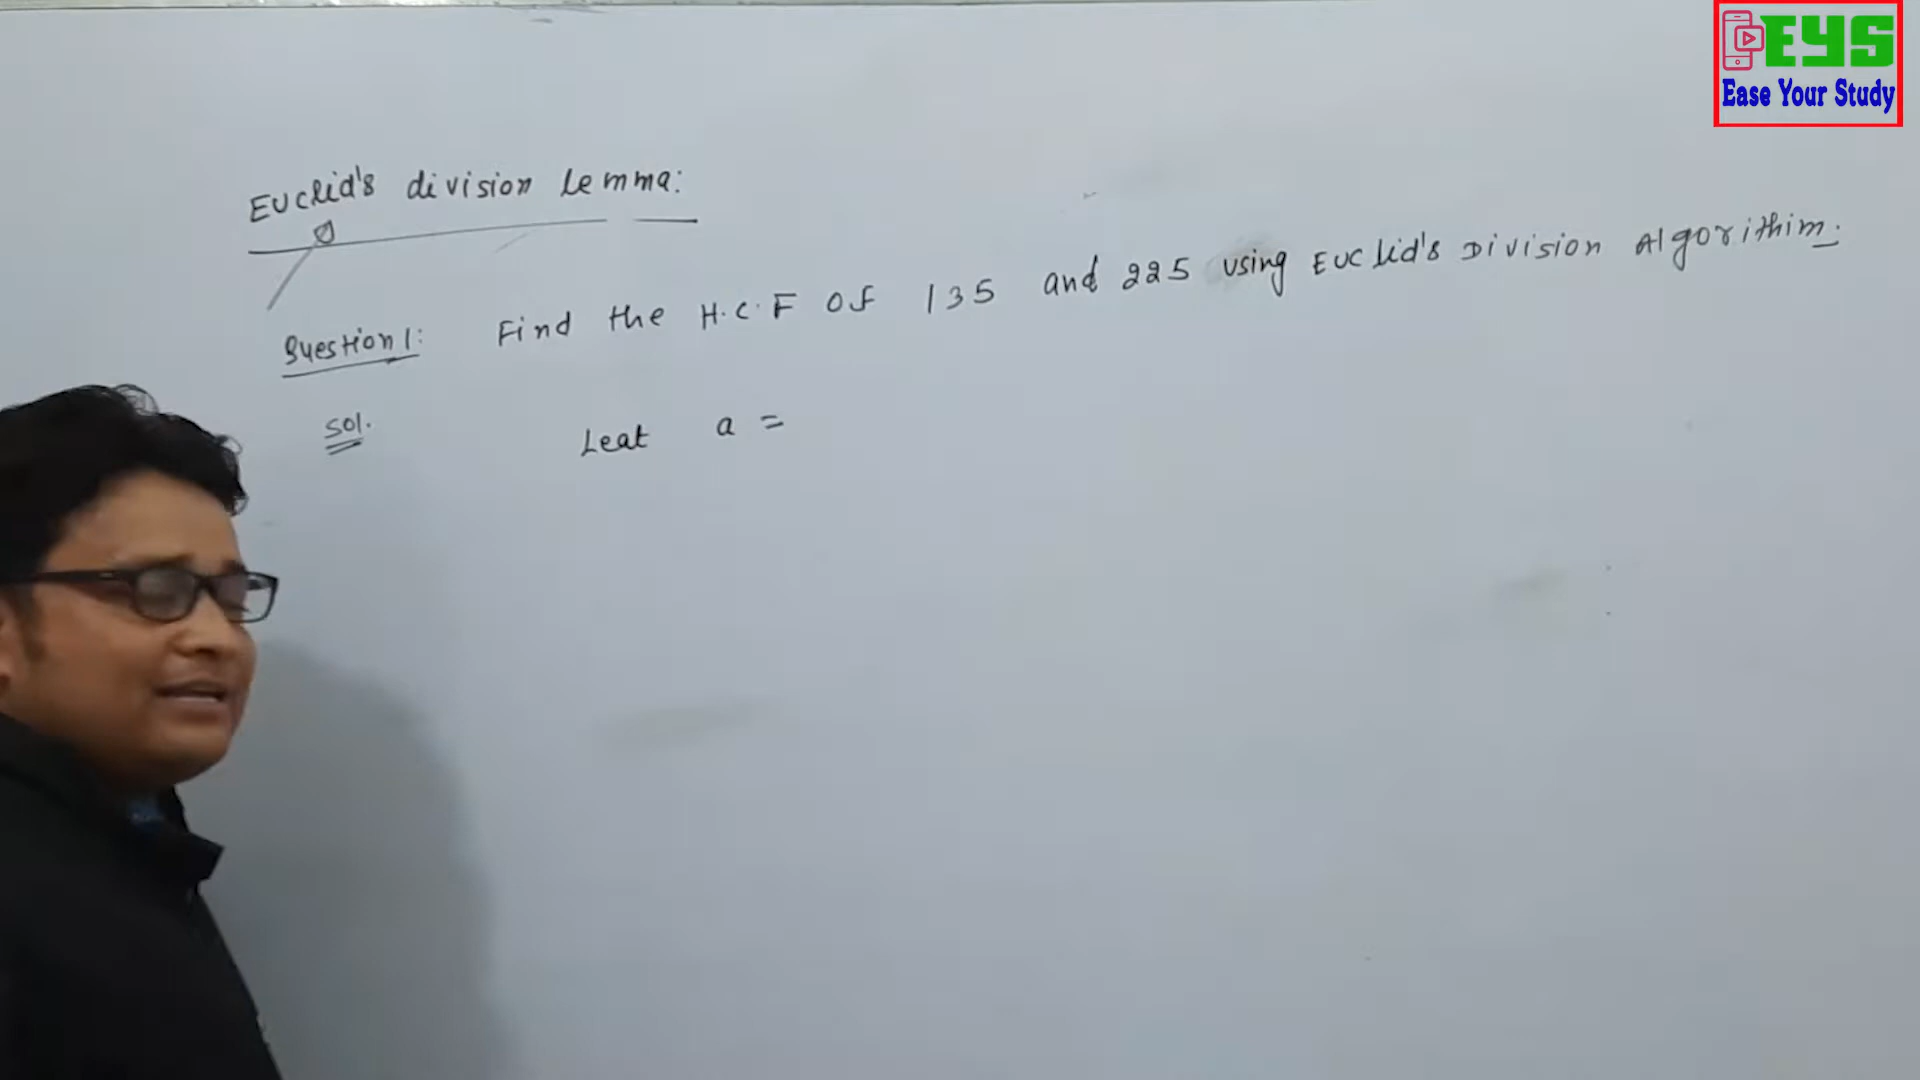 EYS
Ease Your Study
Euclid's division lemma:
Question 1: Find the H.C.F of 135 and 225 using Euclid's Division Algorithim.
Sol. Leat a =